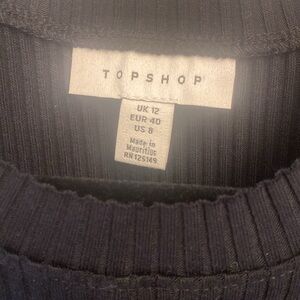 TOPSHOP
UK 12
EUR 40
US 8
Made in
Mauritius
RN 125149